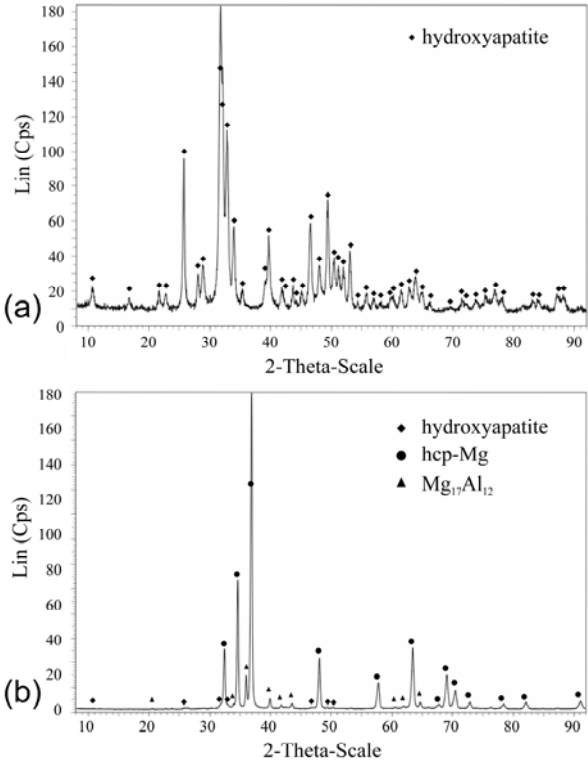 180
160
140
120
100
80
60
40
20
0
Lin (Cps)
♦ hydroxyapatite
(a)
10 20 30 40 50 60 70 80 90
2-Theta-Scale
180
160
140
120
100
80
60
40
20
0
Lin (Cps)
♦ hydroxyapatite
● hcp-Mg
▲ Mg₁₇Al₁₂
(b)
10 20 30 40 50 60 70 80 90
2-Theta-Scale